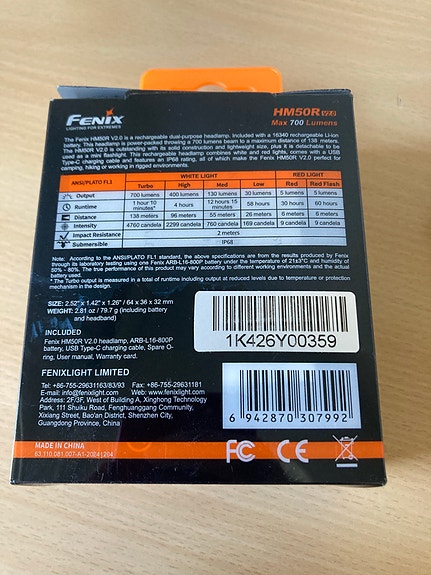 FENIX
LIGHTING FOR EXTREMES
HM50R V2.0
Max 700 Lumens
The Fenix HM50R V2.0 is a rechargeable dual-purpose headlamp. Included with a 16340 rechargeable Li-ion
battery. This headlamp is power-packed throwing a 700 lumens beam to a maximum distance of 138 meters.
The HM50R V2.0 is outstanding with its solid construction and lightweight size, plus it is detachable to be
used as a mini flashlight. This rechargeable headlamp combines white and red lights, comes with a USB
Type-C charging cable and features an IP68 rating, all of which make the Fenix HM50R V2.0 perfect for
camping, hiking or working in rigged environments.
ANSI/PLATO FL1 WHITE LIGHT RED LIGHT
Turbo High Med Low Red Red Flash
Output 700 lumens 400 lumens 130 lumens 30 lumens 5 lumens 5 lumens
Runtime 1 hour 10 minutes* 4 hours 12 hours 15 minutes 58 hours 30 hours 60 hours
Distance 138 meters 96 meters 55 meters 26 meters 6 meters 6 meters
Intensity 4760 candela 2299 candela 760 candela 169 candela 9 candela 9 candela
Impact Resistance 2 meters
Submersible IP68
Note: According to the ANSI/PLATO FL1 standard, the above specifications are from the results produced by Fenix
through its laboratory testing using one Fenix ARB-L16-800P battery under the temperature of 21±3°C and humidity of
50% - 80%. The true performance of this product may vary according to different working environments and the actual
battery used.
* The Turbo output is measured in a total of runtime including output at reduced levels due to temperature or protection
mechanism in the design.
SIZE: 2.52" x 1.42" x 1.26" / 64 x 36 x 32 mm
WEIGHT: 2.81 oz / 79.7 g (including battery
and headband)
INCLUDED
Fenix HM50R V2.0 headlamp, ARB-L16-800P
battery, USB Type-C charging cable, Spare O-
ring, User manual, Warranty card.
1K426Y00359
FENIXLIGHT LIMITED
Tel: +86-755-29631163/83/93 Fax: +86-755-29631181
E-mail: info@fenixlight.com Web: www.fenixlight.com
Address: 2F/3F, West of Building A, Xinghong Technology
Park, 111 Shuiku Road, Fenghuanggang Community,
Xixiang Street, Bao'an District, Shenzhen City,
Guangdong Province, China
6 942870 307992
MADE IN CHINA
63.110.081.007-A1-20241204
FC CE